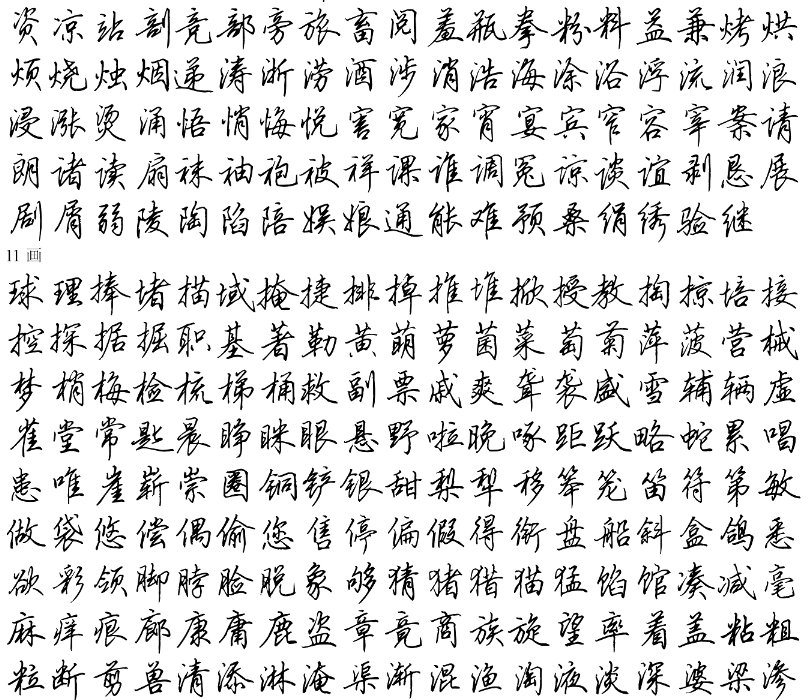 资凉站剖竞部旁旅畜阅羞瓶拳粉料益兼烤烘
烦烧烛烟递涛浙涝酒涉消浩海涂浴浮流润浪
浸涨烫涌悟悄悔悦害宽家宵宴宾窄容宰案请
朗诸读扇袜袖袍被祥课谁调冤谅谈谊剥恳展
剧屑弱陵陶陷陪娱娘通能难预桑绢绣验继
11 画
球理捧堵描域掩捷排掉推堆掀授教掏掠培接
控探据掘职基著勒黄萌萝菌菜萄菊萍菠营械
梦梢梅检梳梯桶救副票戚爽聋袭盛雪辅辆虚
雀堂常匙晨睁眯眼悬野啦晚啄距跃略蛇累唱
患唯崖崭崇圈铜铲银甜梨犁移笨笼笛符第敏
做袋悠偿偶偷您售停偏假得衔盘船斜盒鸽悉
欲彩领脚脖脸脱象够猜猪猎猫猛馅馆凑减毫
麻痒痕廊康庸鹿盗章竟商族旋望率着盖粘粗
粒断剪兽清添淋淹渠渐混渔淘液淡深婆梁渗